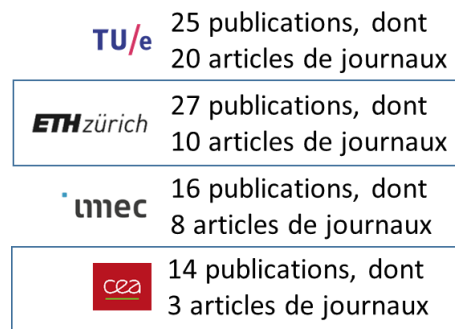 TU/e
25 publications, dont
20 articles de journaux
ETH zürich
27 publications, dont
10 articles de journaux
imec
16 publications, dont
8 articles de journaux
cea
14 publications, dont
3 articles de journaux